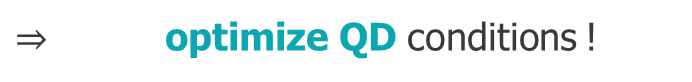 ⇒ optimize QD conditions !